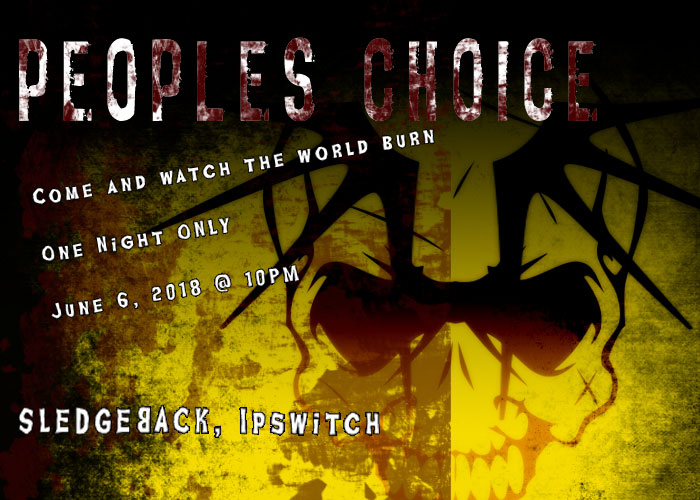 PEOPLES CHOICE
COME AND WATCH THE WORLD BURN
ONE NIGHT ONLY
JUNE 6, 2018 @ 10PM
SLEDGEBACK, IPSWITCH